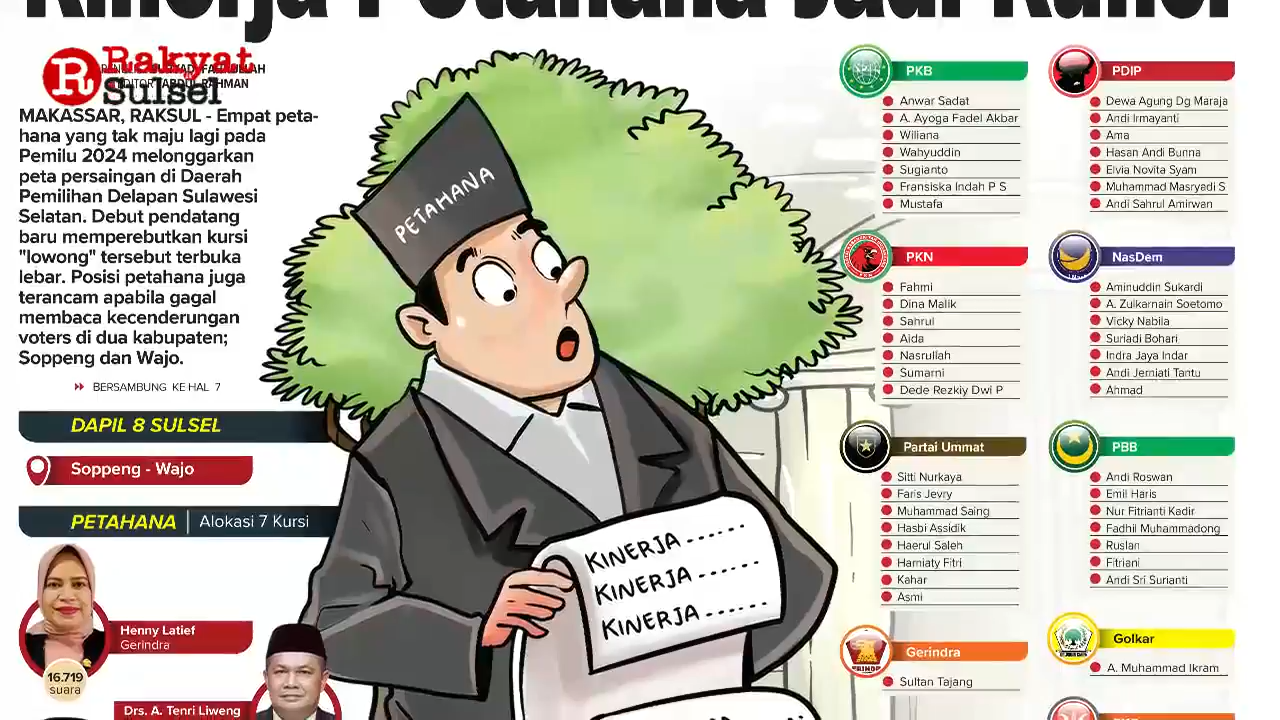 Kinerja Petahana Jadi Kunci
Rakyat
Sulsel
MAKASSAR, RAKSUL - Empat peta-
hana yang tak maju lagi pada
Pemilu 2024 melonggarkan
peta persaingan di Daerah
Pemilihan Delapan Sulawesi
Selatan. Debut pendatang
baru memperebutkan kursi
"lowong" tersebut terbuka
lebar. Posisi petahana juga
terancam apabila gagal
membaca kecenderungan
voters di dua kabupaten;
Soppeng dan Wajo.
BERSAMBUNG KE HAL 7
DAPIL 8 SULSEL
Soppeng - Wajo
PETAHANA | Alokasi 7 Kursi
Henny Latief
Gerindra
16.719
suara
Drs. A. Tenri Liweng
PETAHANA
KINERJA ......
KINERJA ......
KINERJA ......
PKB
Anwar Sadat
A. Ayoga Fadel Akbar
Wiliana
Wahyuddin
Sugianto
Fransiska Indah P S
Mustafa
PDIP
Dewa Agung Dg Maraja
Andi Irmayanti
Ama
Hasan Andi Bunna
Elvia Novita Syam
Muhammad Masryadi S
Andi Sahrul Amirwan
PKN
Fahmi
Dina Malik
Sahrul
Aida
Nasrullah
Sumarni
Dede Rezkiy Dwi P
NasDem
Aminuddin Sukardi
A. Zulkarnain Soetomo
Vicky Nabila
Suriadi Bohari
Indra Jaya Indar
Andi Jerniati Tantu
Ahmad
Partai Ummat
Sitti Nurkaya
Faris Jevry
Muhammad Saing
Hasbi Assidik
Haerul Saleh
Harniaty Fitri
Kahar
Asmi
PBB
Andi Roswan
Emil Haris
Nur Fitrianti Kadir
Fadhil Muhammadong
Ruslan
Fitriani
Andi Sri Surianti
Gerindra
Sultan Tajang
Golkar
A. Muhammad Ikram